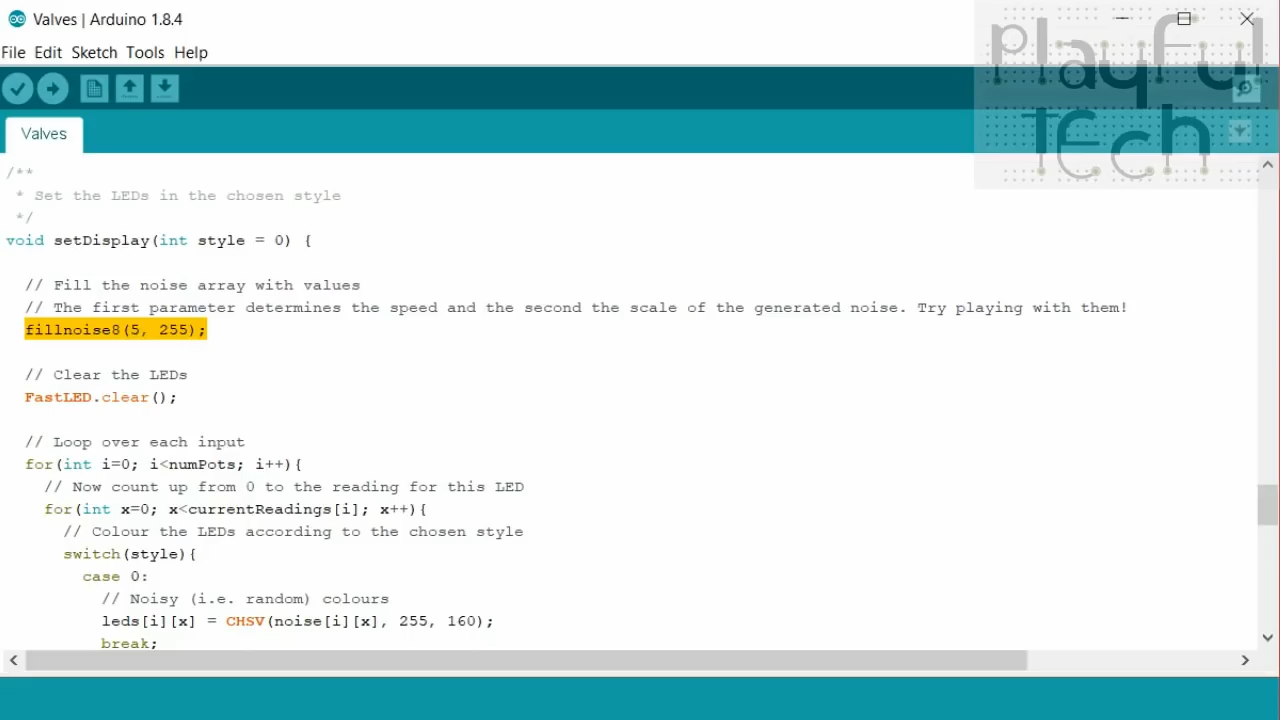 Valves | Arduino 1.8.4
File Edit Sketch Tools Help
Playful
Tech
Valves
/**
 * Set the LEDs in the chosen style
 */
void setDisplay(int style = 0) {
  // Fill the noise array with values
  // The first parameter determines the speed and the second the scale of the generated noise. Try playing with them!
  fillnoise8(5, 255);
  // Clear the LEDs
  FastLED.clear();
  // Loop over each input
  for(int i=0; i<numPots; i++){
    // Now count up from 0 to the reading for this LED
    for(int x=0; x<currentReadings[i]; x++){
      // Colour the LEDs according to the chosen style
      switch(style){
        case 0:
          // Noisy (i.e. random) colours
          leds[i][x] = CHSV(noise[i][x], 255, 160);
          break;